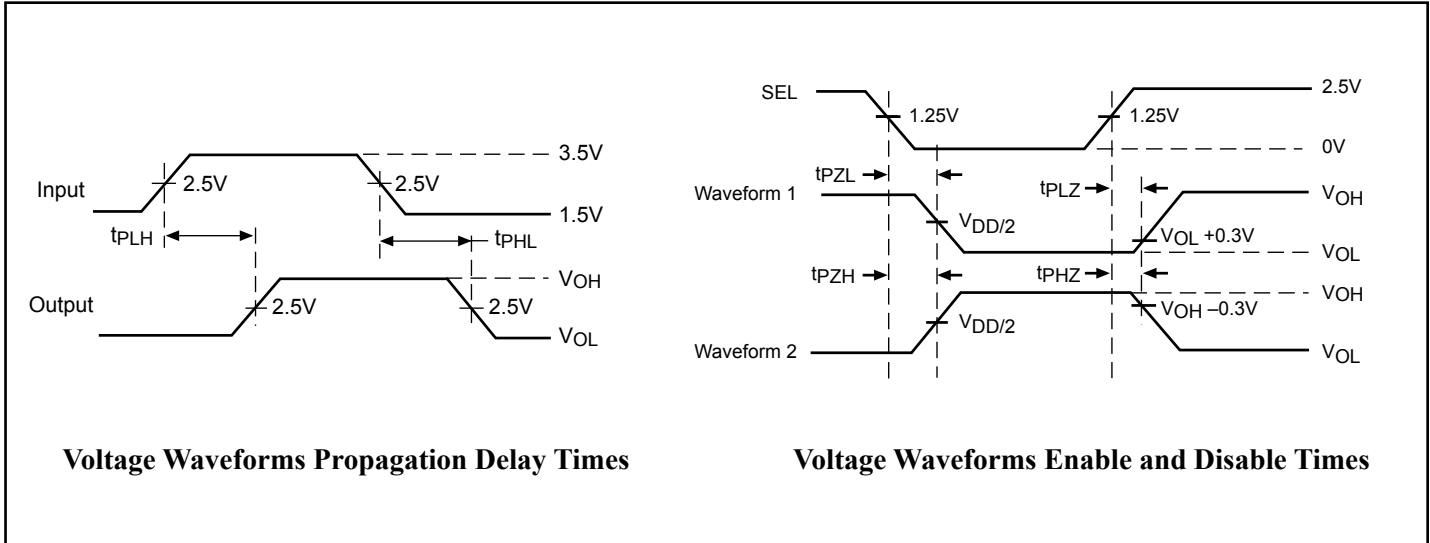 Input
2.5V
2.5V
3.5V
1.5V
tPLH
tPHL
Output
2.5V
2.5V
VOH
VOL
Voltage Waveforms Propagation Delay Times
SEL
1.25V
1.25V
2.5V
0V
tPZL
tPLZ
Waveform 1
VDD/2
VOL +0.3V
VOH
VOL
tPZH
tPHZ
VOH
Waveform 2
VDD/2
VOH –0.3V
VOL
Voltage Waveforms Enable and Disable Times